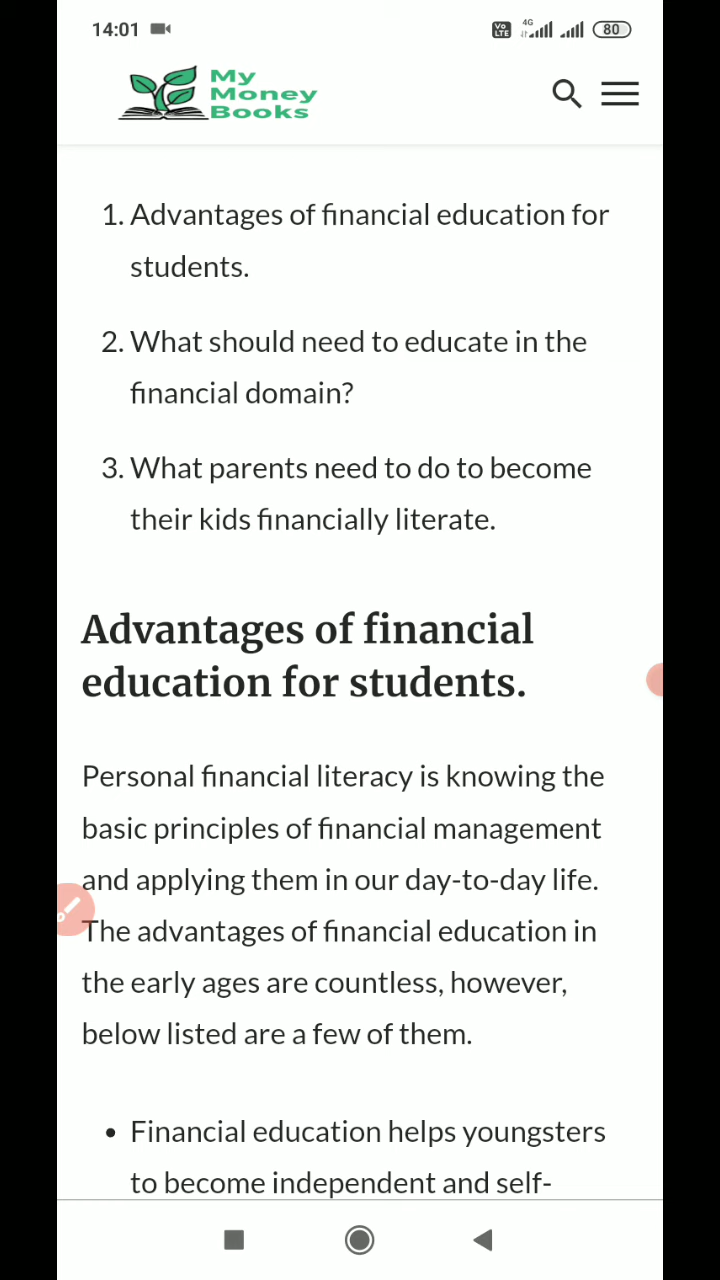 14:01
Vo LTE 4G 80
My
Money
Books
1. Advantages of financial education for
students.
2. What should need to educate in the
financial domain?
3. What parents need to do to become
their kids financially literate.
Advantages of financial
education for students.
Personal financial literacy is knowing the
basic principles of financial management
and applying them in our day-to-day life.
The advantages of financial education in
the early ages are countless, however,
below listed are a few of them.
• Financial education helps youngsters
to become independent and self-